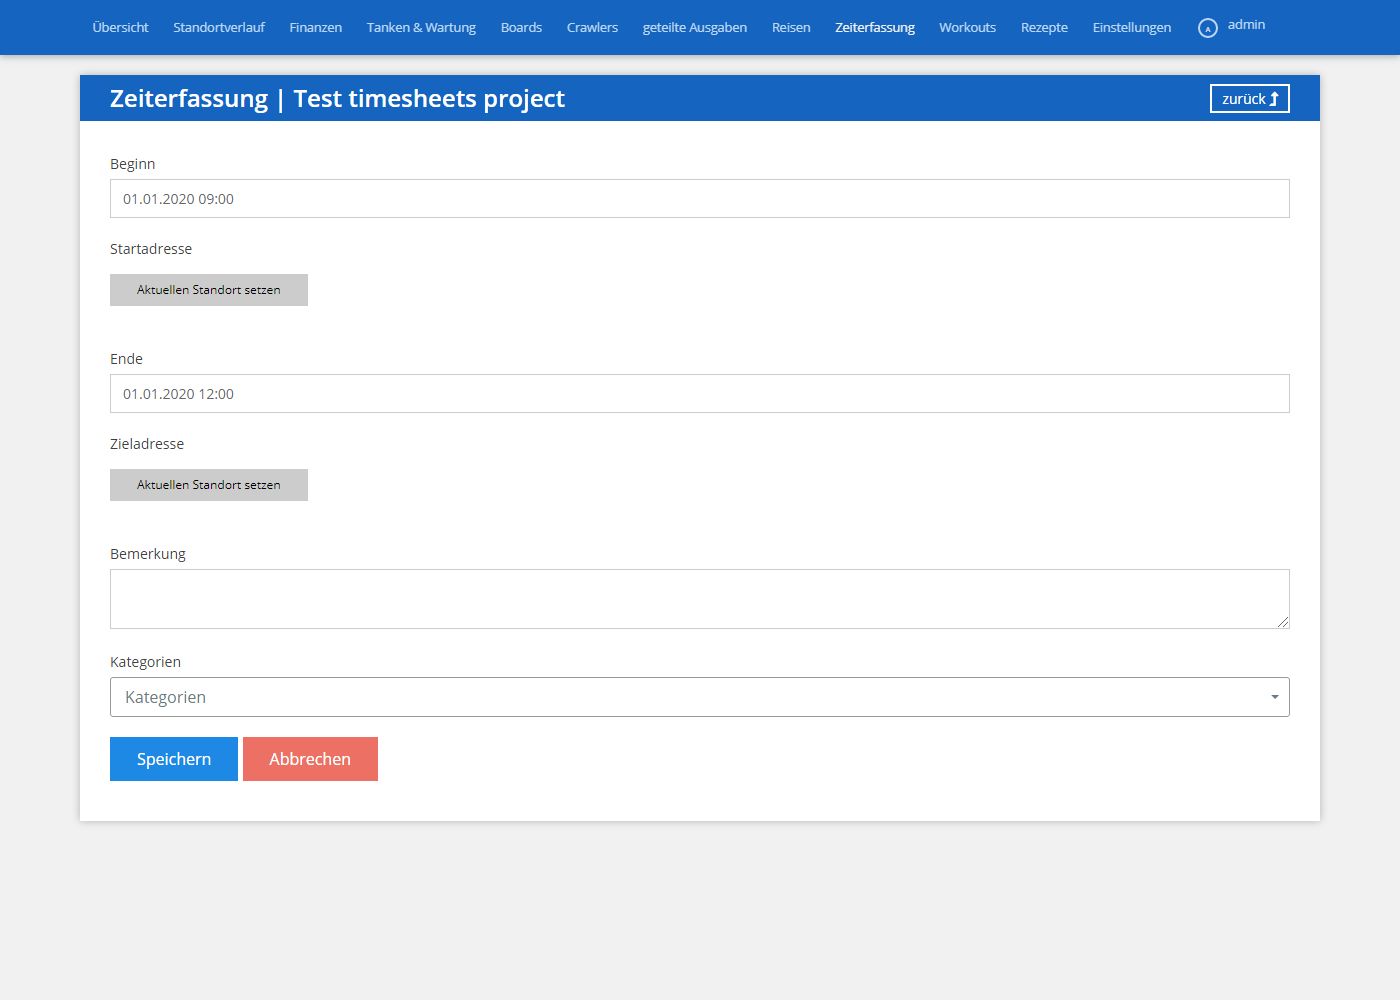 Übersicht Standortverlauf Finanzen Tanken & Wartung Boards Crawlers geteilte Ausgaben Reisen Zeiterfassung Workouts Rezepte Einstellungen A admin
Zeiterfassung | Test timesheets project zurück
Beginn
01.01.2020 09:00
Startadresse
Aktuellen Standort setzen
Ende
01.01.2020 12:00
Zieladresse
Aktuellen Standort setzen
Bemerkung
Kategorien
Kategorien
Speichern Abbrechen